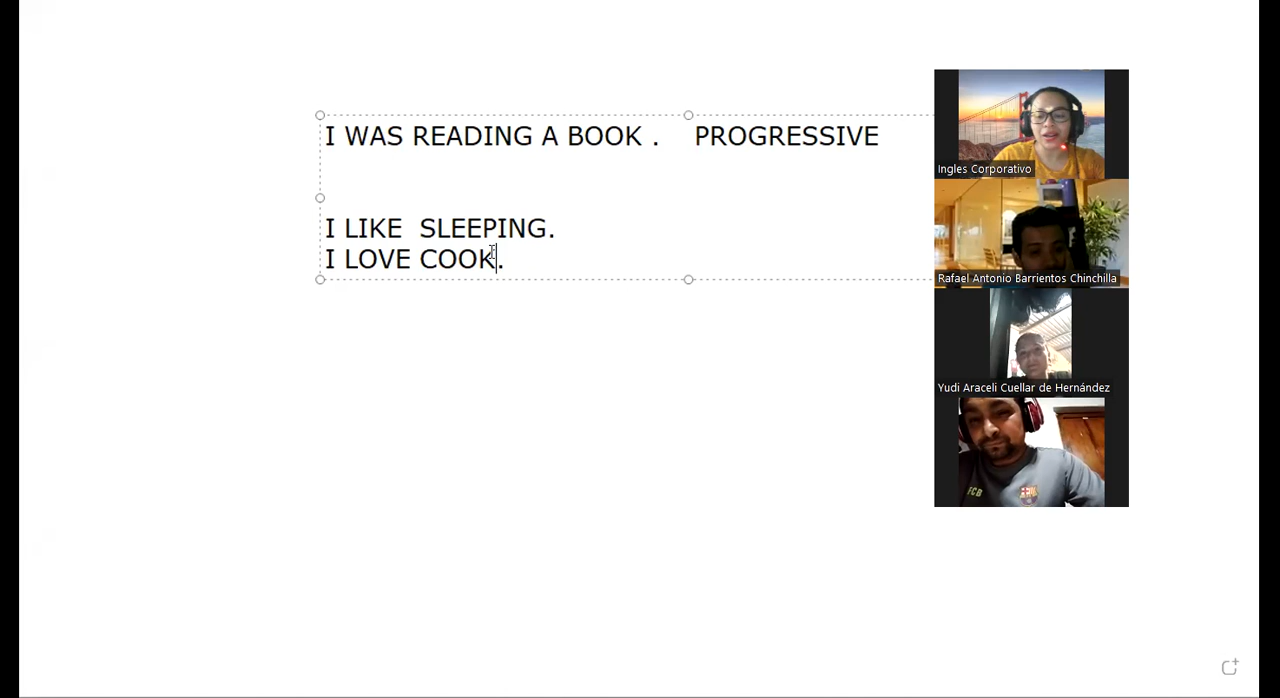 I WAS READING A BOOK . PROGRESSIVE
I LIKE SLEEPING.
I LOVE COOK.
Ingles Corporativo
Rafael Antonio Barrientos Chinchilla
Yudi Araceli Cuellar de Hernández
FCB